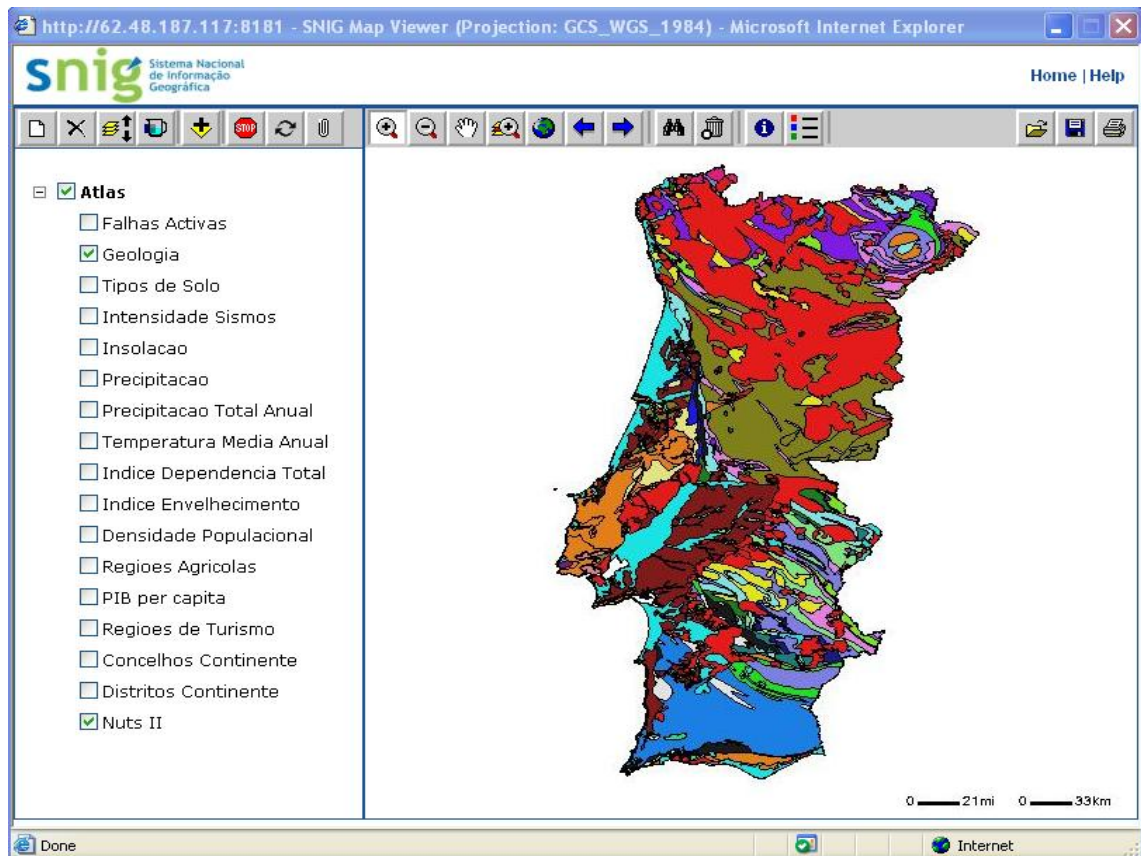 http://62.48.187.117:8181 - SNIG Map Viewer (Projection: GCS_WGS_1984) - Microsoft Internet Explorer
snig
Sistema Nacional
de Informação
Geográfica
Home | Help
STOP
Atlas
Falhas Activas
Geologia
Tipos de Solo
Intensidade Sismos
Insolacao
Precipitacao
Precipitacao Total Anual
Temperatura Media Anual
Indice Dependencia Total
Indice Envelhecimento
Densidade Populacional
Regioes Agricolas
PIB per capita
Regioes de Turismo
Concelhos Continente
Distritos Continente
Nuts II
0 21mi 0 33km
Done
Internet